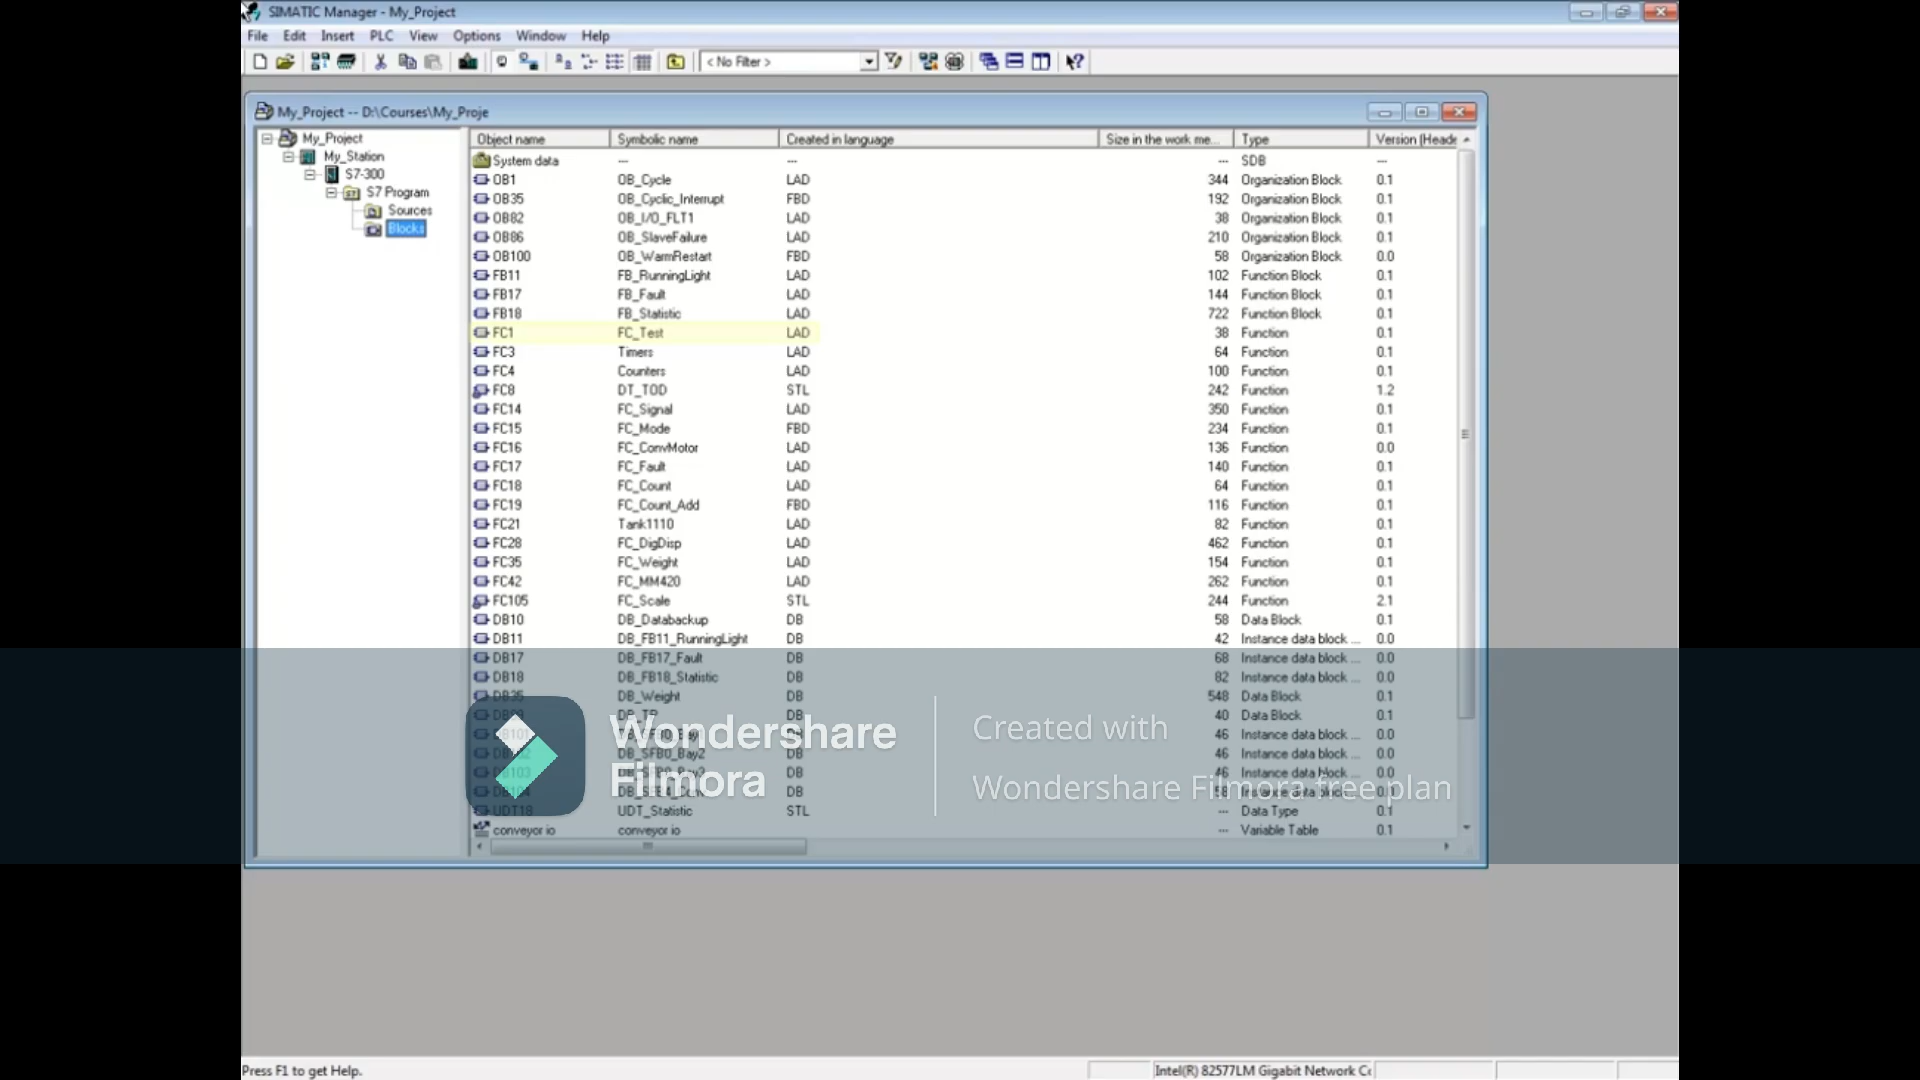 SIMATIC Manager - My_Project
File Edit Insert PLC View Options Window Help
< No Filter >
My_Project -- D:\Courses\My_Proje
My_Project
My_Station
S7-300
S7 Program
Sources
Blocks
Object name Symbolic name Created in language Size in the work me... Type Version (Heade
System data --- --- --- SDB ---
OB1 OB_Cycle LAD 344 Organization Block 0.1
OB35 OB_Cyclic_Interrupt FBD 192 Organization Block 0.1
OB82 OB_I/O_FLT1 LAD 38 Organization Block 0.1
OB86 OB_SlaveFailure LAD 210 Organization Block 0.1
OB100 OB_WarmRestart FBD 58 Organization Block 0.0
FB11 FB_RunningLight LAD 102 Function Block 0.1
FB17 FB_Fault LAD 144 Function Block 0.1
FB18 FB_Statistic LAD 722 Function Block 0.1
FC1 FC_Test LAD 38 Function 0.1
FC3 Timers LAD 64 Function 0.1
FC4 Counters LAD 100 Function 0.1
FC8 DT_TOD STL 242 Function 1.2
FC14 FC_Signal LAD 350 Function 0.1
FC15 FC_Mode FBD 234 Function 0.1
FC16 FC_ConvMotor LAD 136 Function 0.0
FC17 FC_Fault LAD 140 Function 0.1
FC18 FC_Count LAD 64 Function 0.1
FC19 FC_Count_Add FBD 116 Function 0.1
FC21 Tank1110 LAD 82 Function 0.1
FC28 FC_DigDisp LAD 462 Function 0.1
FC35 FC_Weight LAD 154 Function 0.1
FC42 FC_MM420 LAD 262 Function 0.1
FC105 FC_Scale STL 244 Function 2.1
DB10 DB_Databackup DB 58 Data Block 0.1
DB11 DB_FB11_RunningLight DB 42 Instance data block ... 0.0
DB17 DB_FB17_Fault DB 68 Instance data block ... 0.0
DB18 DB_FB18_Statistic DB 82 Instance data block ... 0.0
DB35 DB_Weight DB 548 Data Block 0.1
DB 40 Data Block 0.1
DB101 DB 46 Instance data block ... 0.0
DB_SFB0_Bay2 DB 46 Instance data block ... 0.0
DB103 DB 46 Instance data block ... 0.0
DB104 DB 58 Instance data block ... 0.0
UDT18 UDT_Statistic STL --- Data Type 0.1
conveyor io conveyor io --- Variable Table 0.1
Wondershare
Filmora
Created with
Wondershare Filmora free plan
Press F1 to get Help.
Intel(R) 82577LM Gigabit Network Co